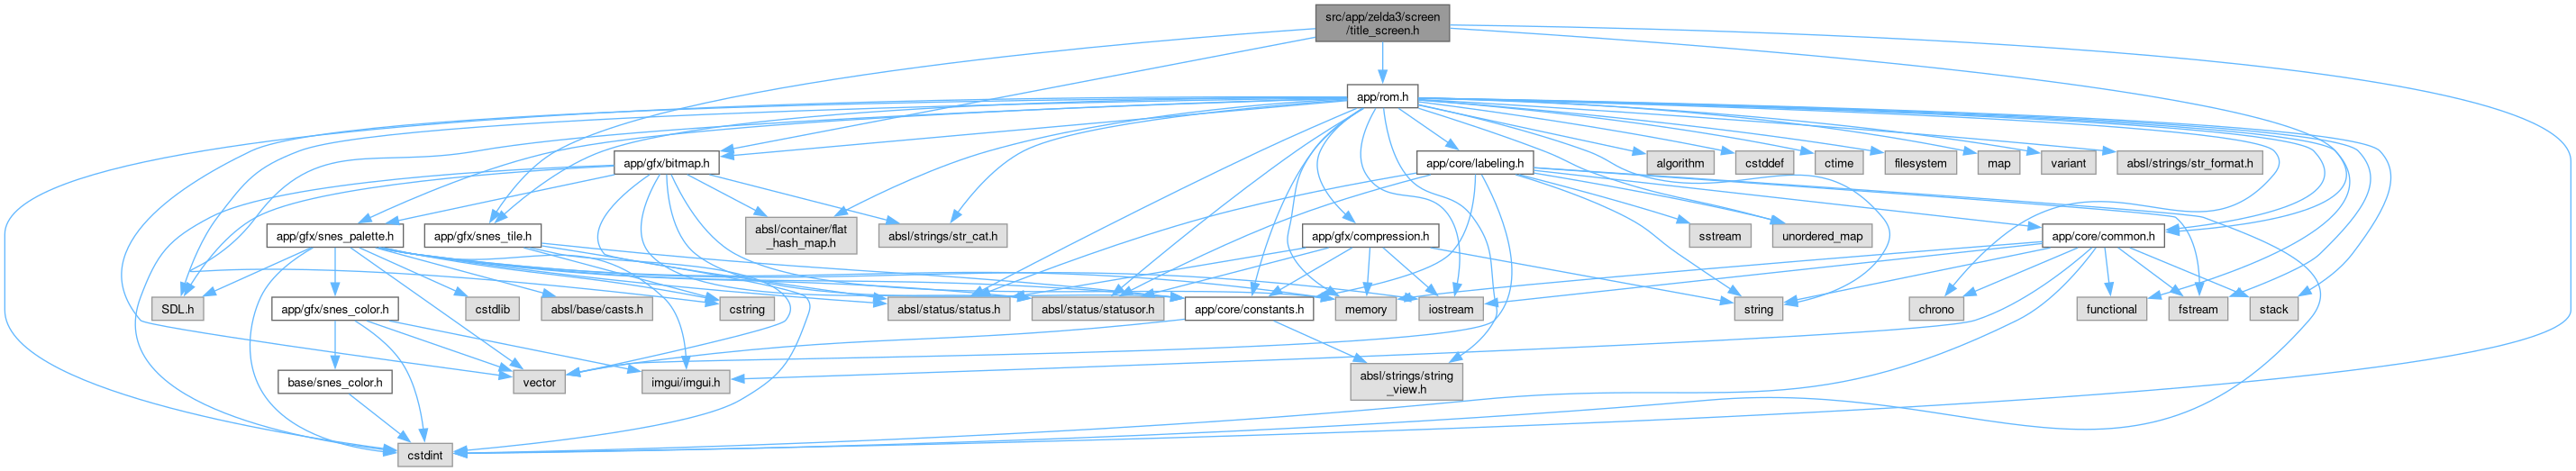 src/app/zelda3/screen
/title_screen.h
app/rom.h
app/gfx/bitmap.h
app/core/labeling.h
algorithm
cstddef
ctime
filesystem
map
variant
absl/strings/str_format.h
app/gfx/snes_palette.h
app/gfx/snes_tile.h
absl/container/flat
_hash_map.h
absl/strings/str_cat.h
app/gfx/compression.h
sstream
unordered_map
app/core/common.h
SDL.h
app/gfx/snes_color.h
cstdlib
absl/base/casts.h
cstring
absl/status/status.h
absl/status/statusor.h
app/core/constants.h
memory
iostream
string
chrono
functional
fstream
stack
base/snes_color.h
vector
imgui/imgui.h
absl/strings/string
_view.h
cstdint